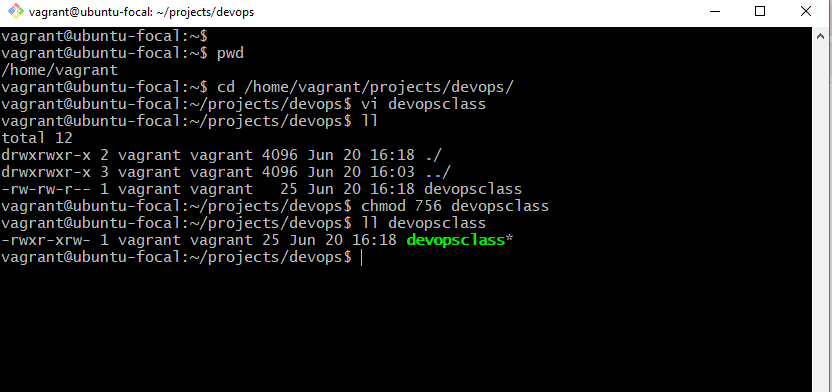 vagrant@ubuntu-focal: ~/projects/devops
vagrant@ubuntu-focal:~$
vagrant@ubuntu-focal:~$ pwd
/home/vagrant
vagrant@ubuntu-focal:~$ cd /home/vagrant/projects/devops/
vagrant@ubuntu-focal:~/projects/devops$ vi devopsclass
vagrant@ubuntu-focal:~/projects/devops$ ll
total 12
drwxrwxr-x 2 vagrant vagrant 4096 Jun 20 16:18 ./
drwxrwxr-x 3 vagrant vagrant 4096 Jun 20 16:03 ../
-rw-rw-r-- 1 vagrant vagrant   25 Jun 20 16:18 devopsclass
vagrant@ubuntu-focal:~/projects/devops$ chmod 756 devopsclass
vagrant@ubuntu-focal:~/projects/devops$ ll devopsclass
-rwxr-xrw- 1 vagrant vagrant 25 Jun 20 16:18 devopsclass*
vagrant@ubuntu-focal:~/projects/devops$